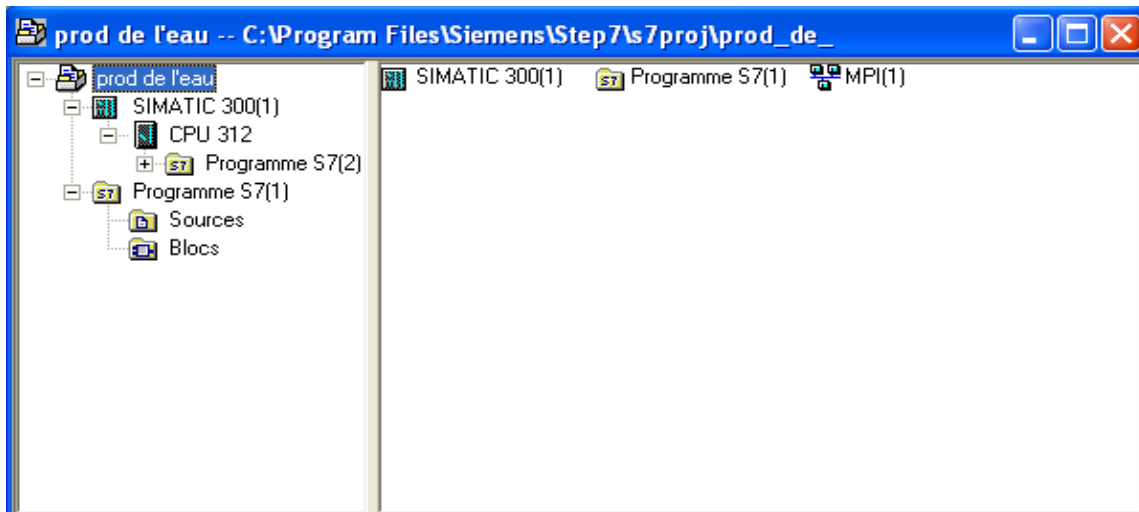 prod de l'eau -- C:\Program Files\Siemens\Step7\s7proj\prod_de_
prod de l'eau
SIMATIC 300(1)
CPU 312
Programme S7(2)
Programme S7(1)
Sources
Blocs
SIMATIC 300(1) Programme S7(1) MPI(1)